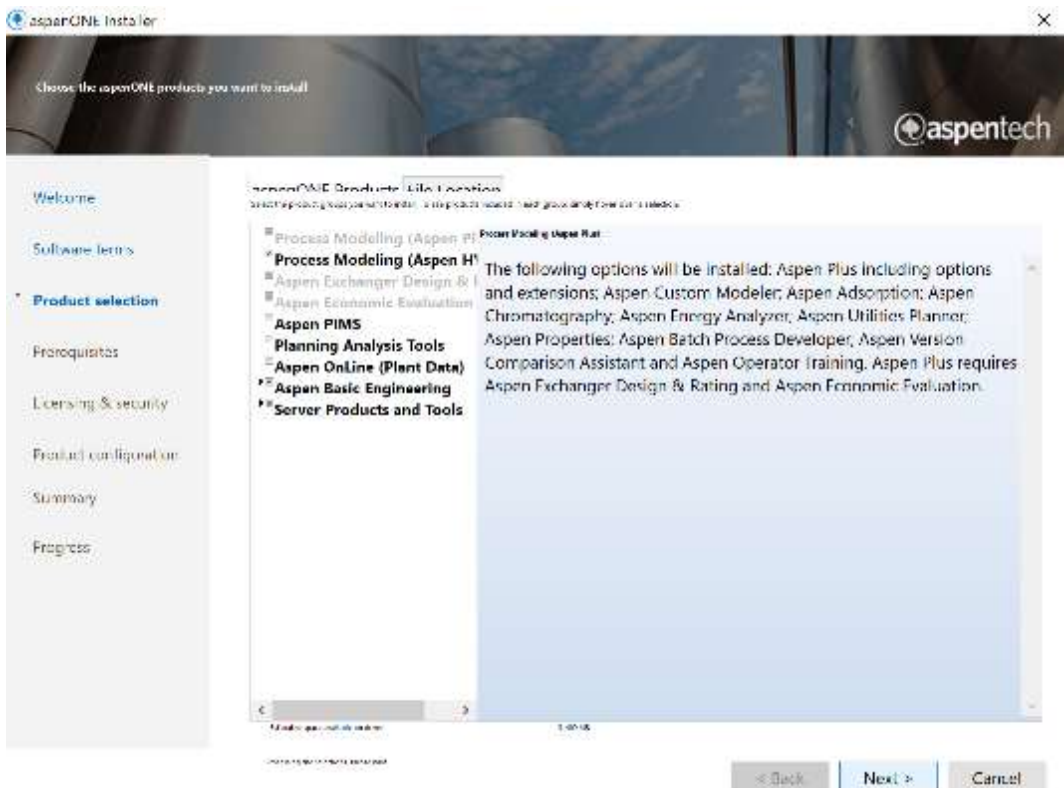 aspenONE Installer
Choose the aspenONE products you want to install
aspentech
Welcome
Software terms
Product selection
Prerequisites
Licensing & security
Product configuration
Summary
Progress
aspenONE Products File Location
Process Modeling (Aspen Pl
Process Modeling (Aspen HY
Aspen Exchanger Design &
Aspen Economic Evaluation
Aspen PIMS
Planning Analysis Tools
Aspen OnLine (Plant Data)
Aspen Basic Engineering
Server Products and Tools
Process Modeling (Aspen Plus)
The following options will be installed: Aspen Plus including options
and extensions; Aspen Custom Modeler; Aspen Adsorption; Aspen
Chromatography; Aspen Energy Analyzer; Aspen Utilities Planner;
Aspen Properties; Aspen Batch Process Developer, Aspen Version
Comparison Assistant and Aspen Operator Training. Aspen Plus requires
Aspen Exchanger Design & Rating and Aspen Economic Evaluation.
< Back
Next >
Cancel